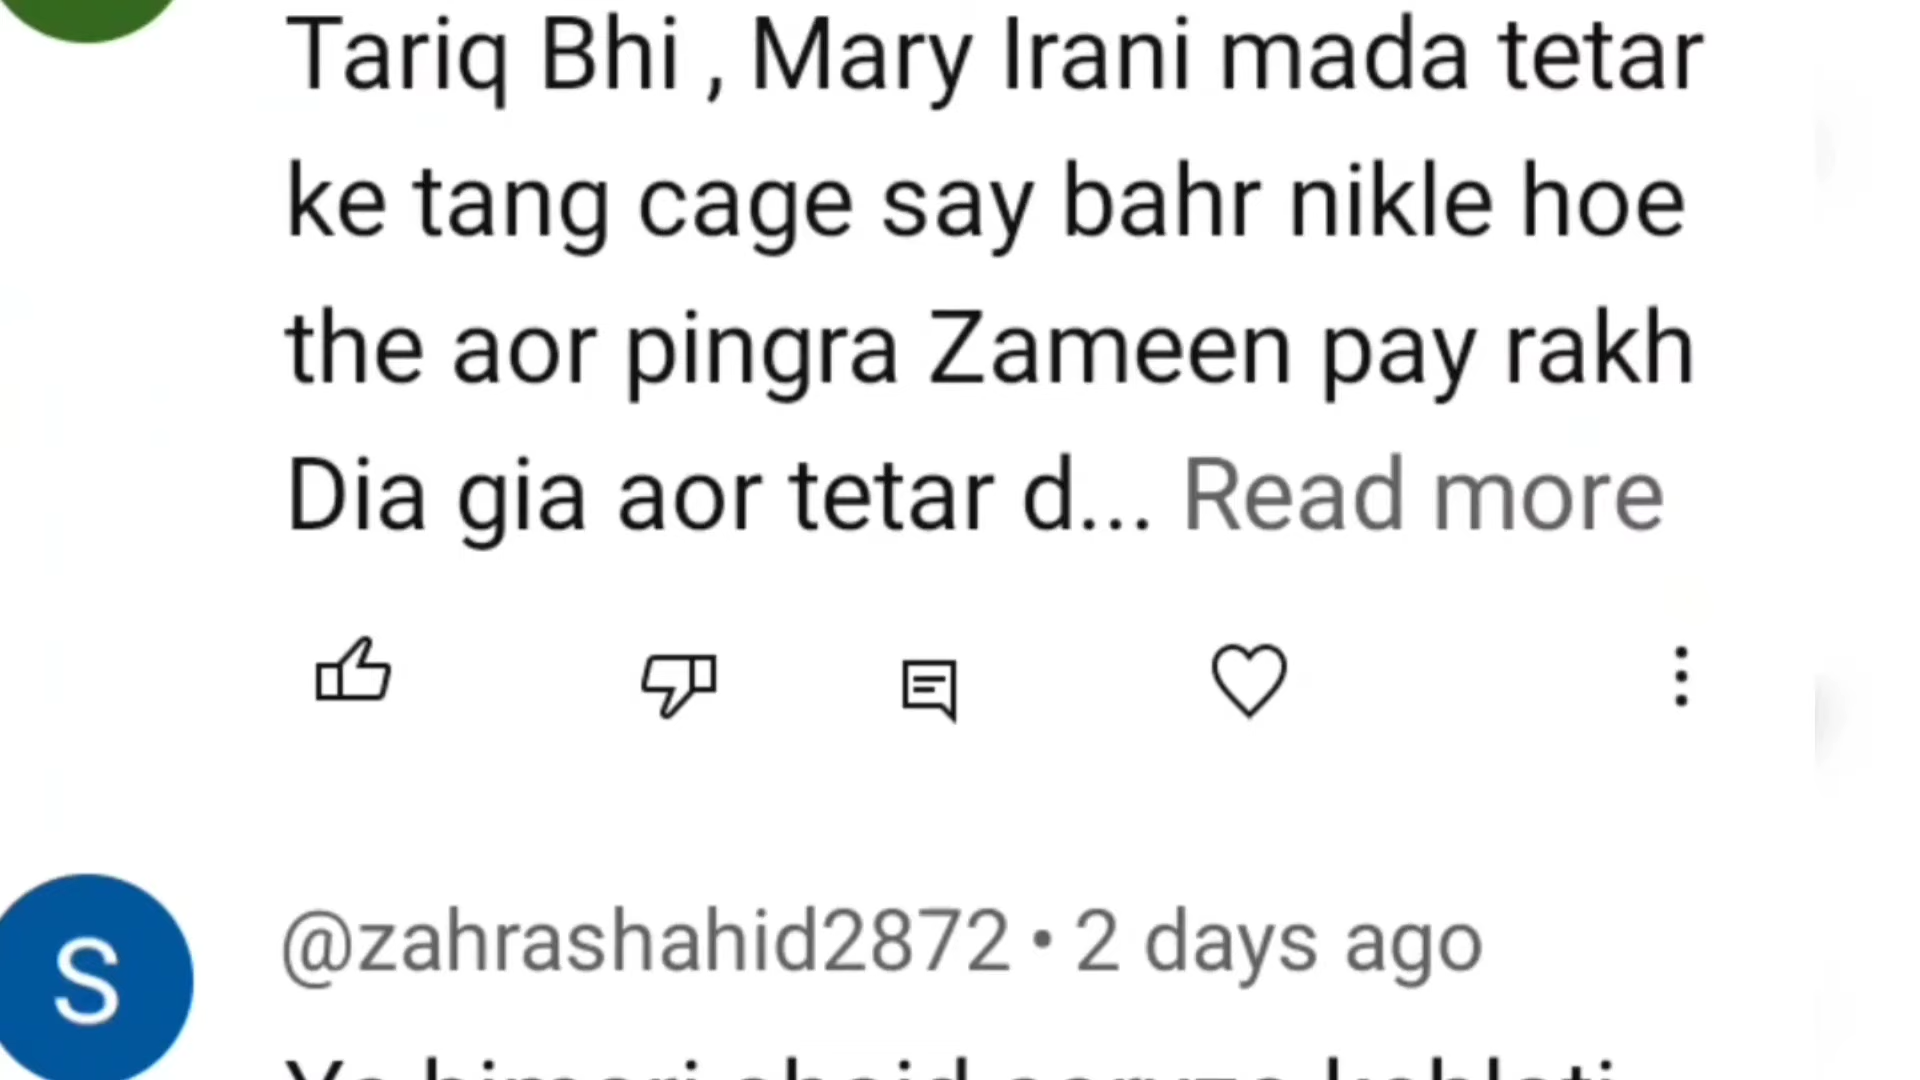 Tariq Bhi , Mary Irani mada tetar
ke tang cage say bahr nikle hoe
the aor pingra Zameen pay rakh
Dia gia aor tetar d... Read more
S
@zahrashahid2872 • 2 days ago